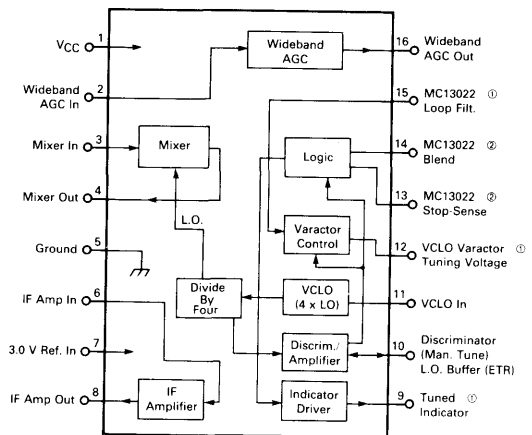 VCC
1
Wideband
AGC In
2
Mixer In
3
Mixer Out
4
Ground
5
IF Amp In
6
3.0 V Ref. In
7
IF Amp Out
8
Wideband
AGC
Mixer
L.O.
Logic
Varactor
Control
Divide
By
Four
VCLO
(4 x LO)
Discrim./
Amplifier
IF
Amplifier
Indicator
Driver
16
Wideband
AGC Out
15
MC13022 ①
Loop Filt.
14
MC13022 ②
Blend
13
MC13022 ②
Stop-Sense
12
VCLO Varactor ①
Tuning Voltage
11
VCLO In
10
Discriminator
(Man. Tune)
L.O. Buffer (ETR)
9
Tuned ①
Indicator